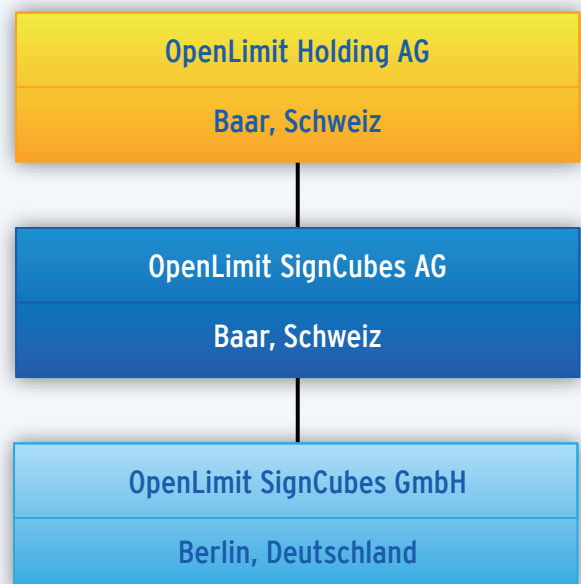 OpenLimit Holding AG
Baar, Schweiz
OpenLimit SignCubes AG
Baar, Schweiz
OpenLimit SignCubes GmbH
Berlin, Deutschland